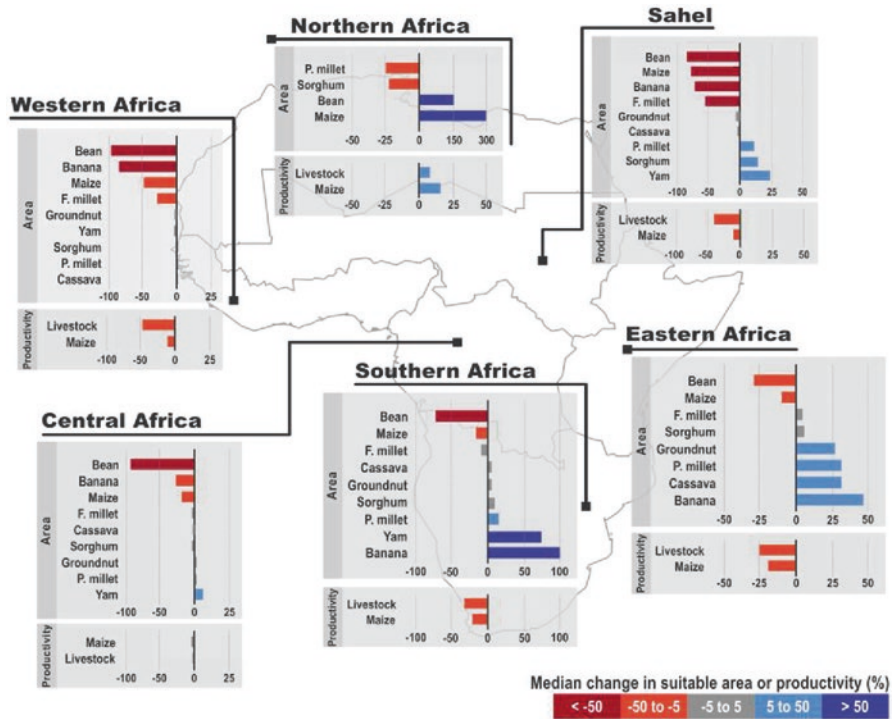 Northern Africa
Area
P. millet
Sorghum
Bean
Maize
-50 -25 0 150 300
Productivity
Livestock
Maize
-50 -25 0 25 50
Sahel
Area
Bean
Maize
Banana
F. millet
Groundnut
Cassava
P. millet
Sorghum
Yam
-100 -50 0 25 50
Productivity
Livestock
Maize
-100 -50 0 25 50
Western Africa
Area
Bean
Banana
Maize
F. millet
Groundnut
Yam
Sorghum
P. millet
Cassava
-100 -50 0 25
Productivity
Livestock
Maize
-100 -50 0 25
Central Africa
Area
Bean
Banana
Maize
F. millet
Cassava
Sorghum
Groundnut
P. millet
Yam
-100 -50 0 25
Productivity
Maize
Livestock
-100 -50 0 25
Southern Africa
Area
Bean
Maize
F. millet
Cassava
Groundnut
Sorghum
P. millet
Yam
Banana
-100 -50 0 50 100
Productivity
Livestock
Maize
-100 -50 0 50 100
Eastern Africa
Area
Bean
Maize
F. millet
Sorghum
Groundnut
P. millet
Cassava
Banana
-50 -25 0 25 50
Productivity
Livestock
Maize
-50 -25 0 25 50
Median change in suitable area or productivity (%)
< -50 -50 to -5 -5 to 5 5 to 50 > 50